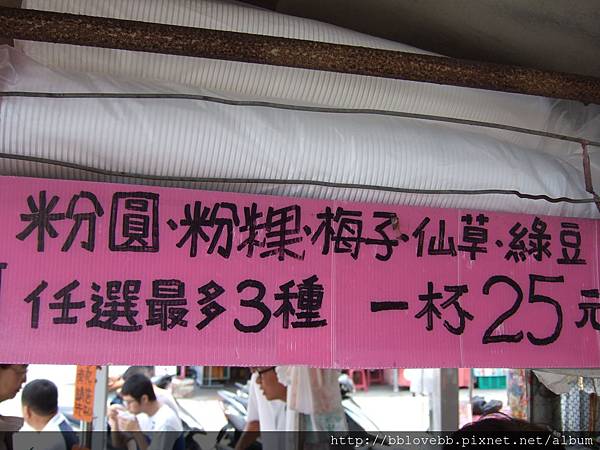 粉圓·粉粿·梅子·仙草·綠豆
任選最多3種 一杯25元
http://bblovebb.pixnet.net/album